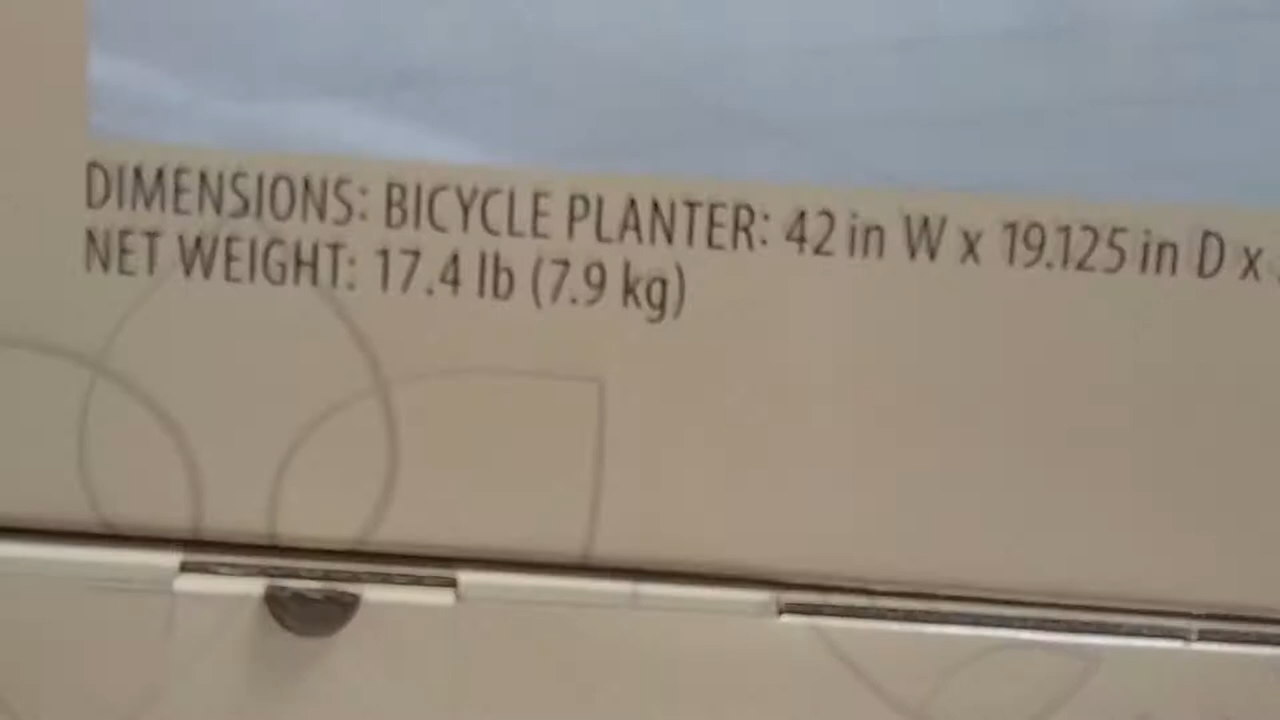 DIMENSIONS: BICYCLE PLANTER: 42 in W x 19.125 in D x
NET WEIGHT: 17.4 lb (7.9 kg)